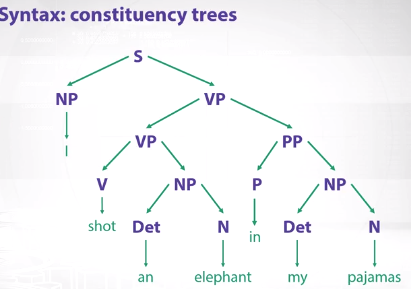 Syntax: constituency trees
S
NP VP
I VP PP
V NP P NP
shot Det N in Det N
an elephant my pajamas